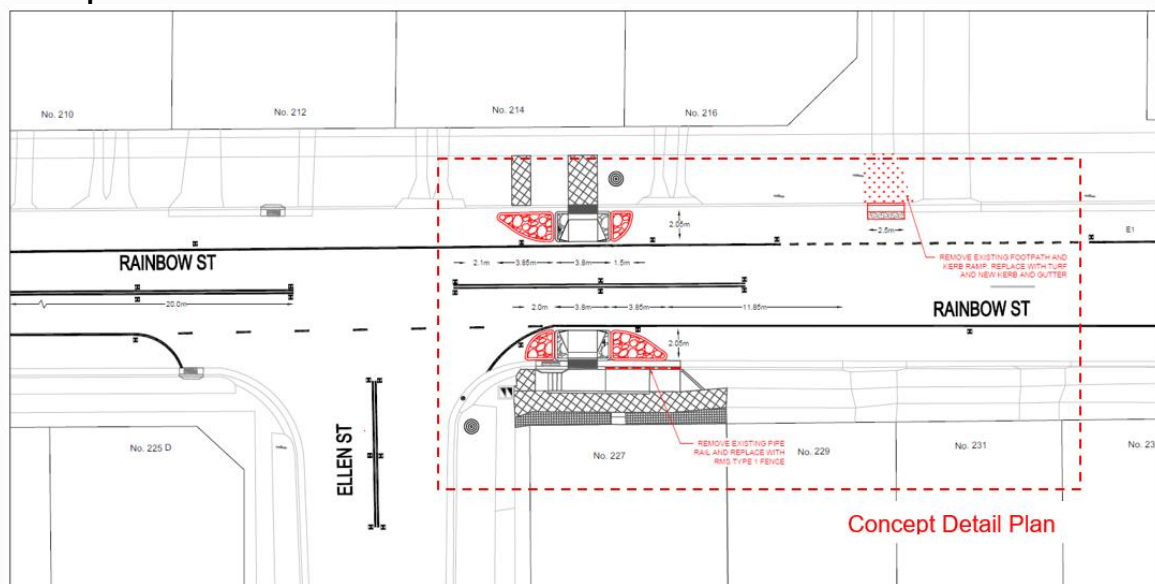 No. 210
No. 212
No. 214
No. 216
2.05m
2.5m
E1
RAINBOW ST
2.1m
3.85m
3.8m
1.5m
REMOVE EXISTING FOOTPATH AND
KERB RAMP. REPLACE WITH TURF
AND NEW KERB AND GUTTER
20.0m
2.0m
3.8m
3.85m
11.85m
RAINBOW ST
2.05m
ELLEN ST
No. 225 D
No. 227
REMOVE EXISTING PIPE
RAIL AND REPLACE WITH
RMS TYPE 1 FENCE
No. 229
No. 231
No. 23
Concept Detail Plan